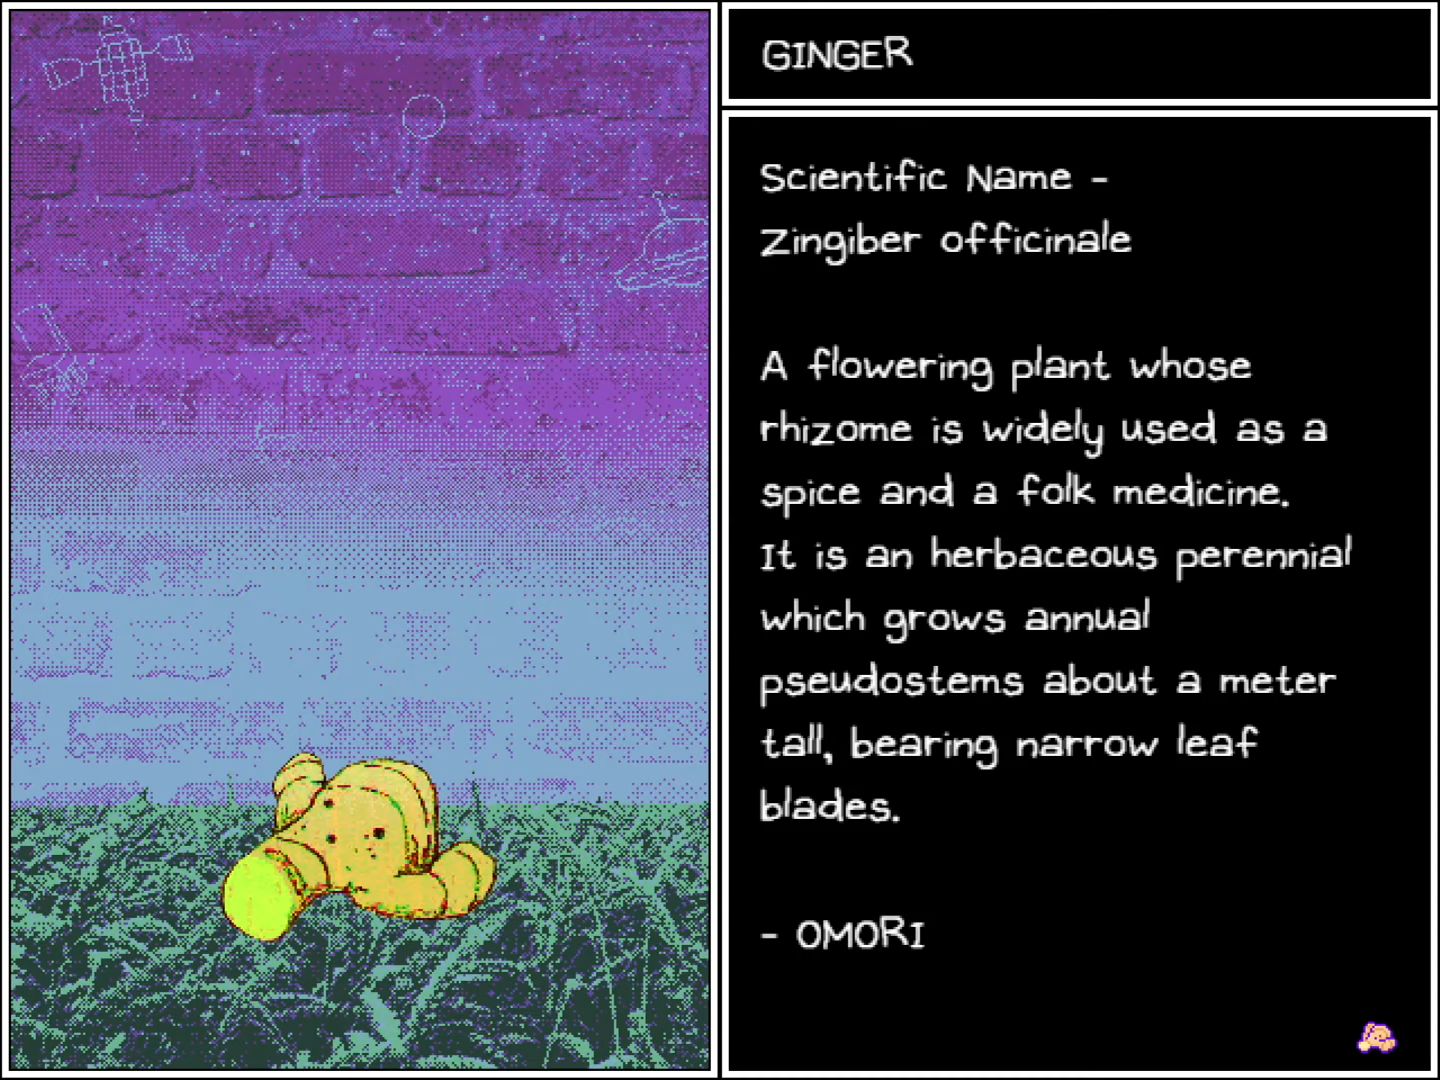 GINGER
Scientific Name -
Zingiber officinale
A flowering plant whose
rhizome is widely used as a
spice and a folk medicine.
It is an herbaceous perennial
which grows annual
pseudostems about a meter
tall, bearing narrow leaf
blades.
- OMORI